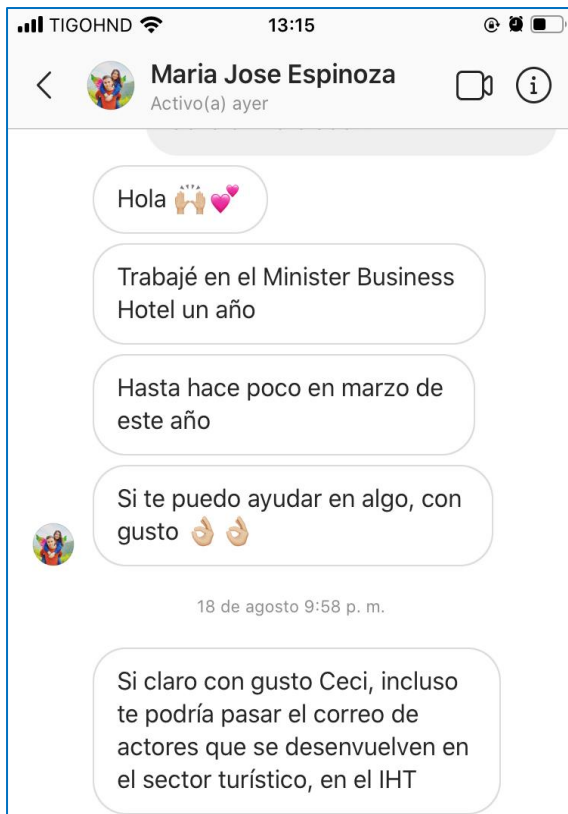 TIGOHND 13:15
Maria Jose Espinoza
Activo(a) ayer
Hola 🙌🏼💕
Trabajé en el Minister Business
Hotel un año
Hasta hace poco en marzo de
este año
Si te puedo ayudar en algo, con
gusto 👌🏼👌🏼
18 de agosto 9:58 p. m.
Si claro con gusto Ceci, incluso
te podría pasar el correo de
actores que se desenvuelven en
el sector turístico, en el IHT